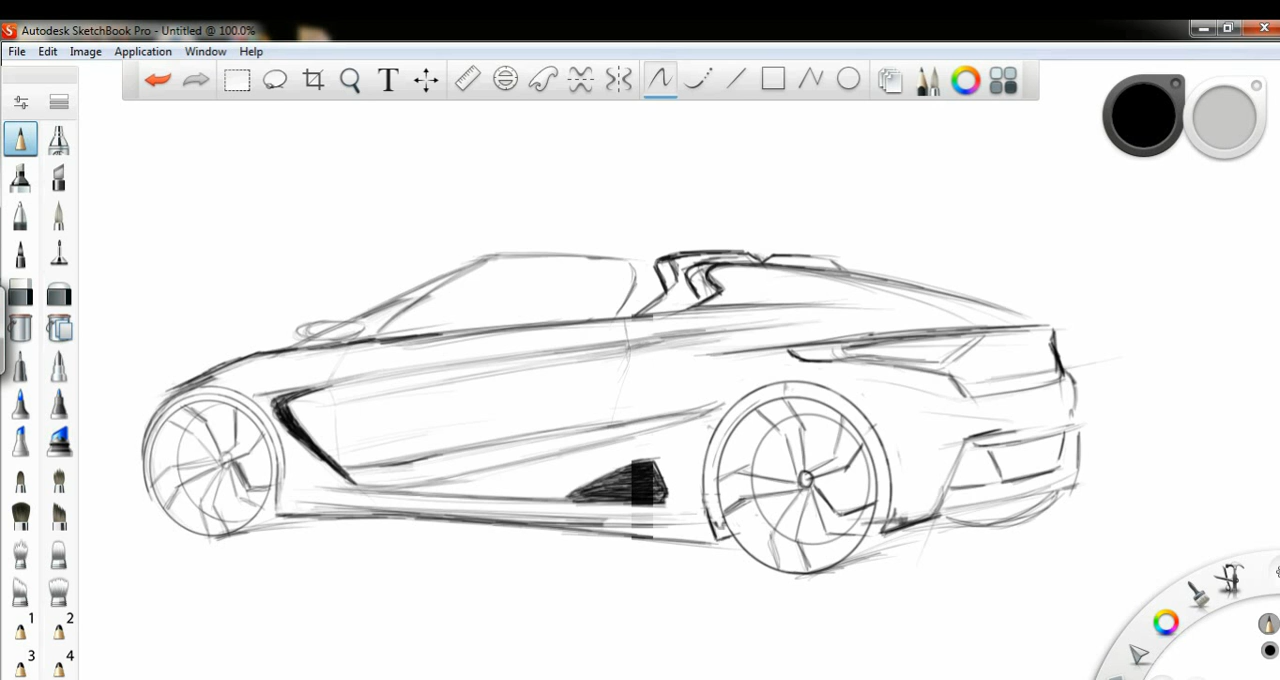 Autodesk SketchBook Pro - Untitled @ 100.0%
File Edit Image Application Window Help
T
1 2
3 4